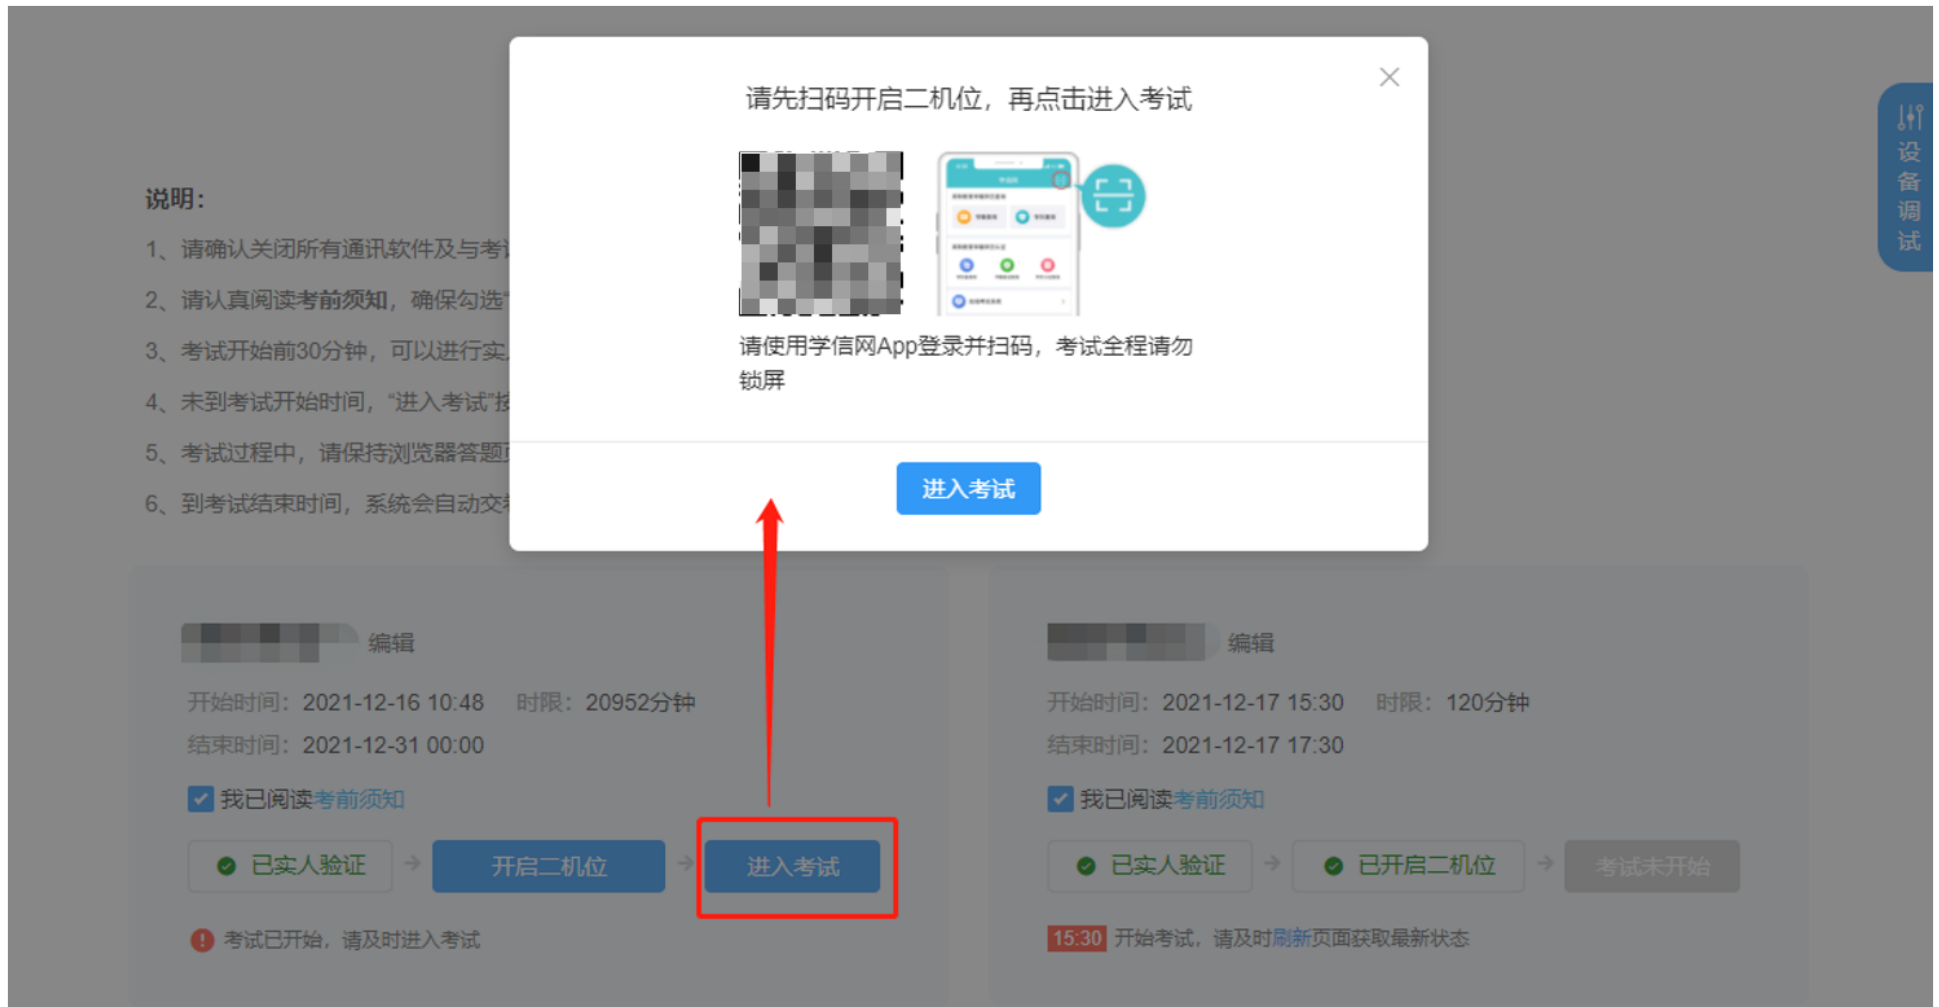 请先扫码开启二机位，再点击进入考试
请使用学信网App登录并扫码，考试全程请勿
锁屏
进入考试
设备调试
说明：
1、请确认关闭所有通讯软件及与考
2、请认真阅读考前须知，确保勾选“
3、考试开始前30分钟，可以进行实
4、未到考试开始时间，“进入考试”按
5、考试过程中，请保持浏览器答题
6、到考试结束时间，系统会自动交
编辑
开始时间：2021-12-16 10:48 时限：20952分钟
结束时间：2021-12-31 00:00
我已阅读考前须知
已实人验证 → 开启二机位 → 进入考试
考试已开始，请及时进入考试
编辑
开始时间：2021-12-17 15:30 时限：120分钟
结束时间：2021-12-17 17:30
我已阅读考前须知
已实人验证 → 已开启二机位 → 考试未开始
15:30 开始考试，请及时刷新页面获取最新状态